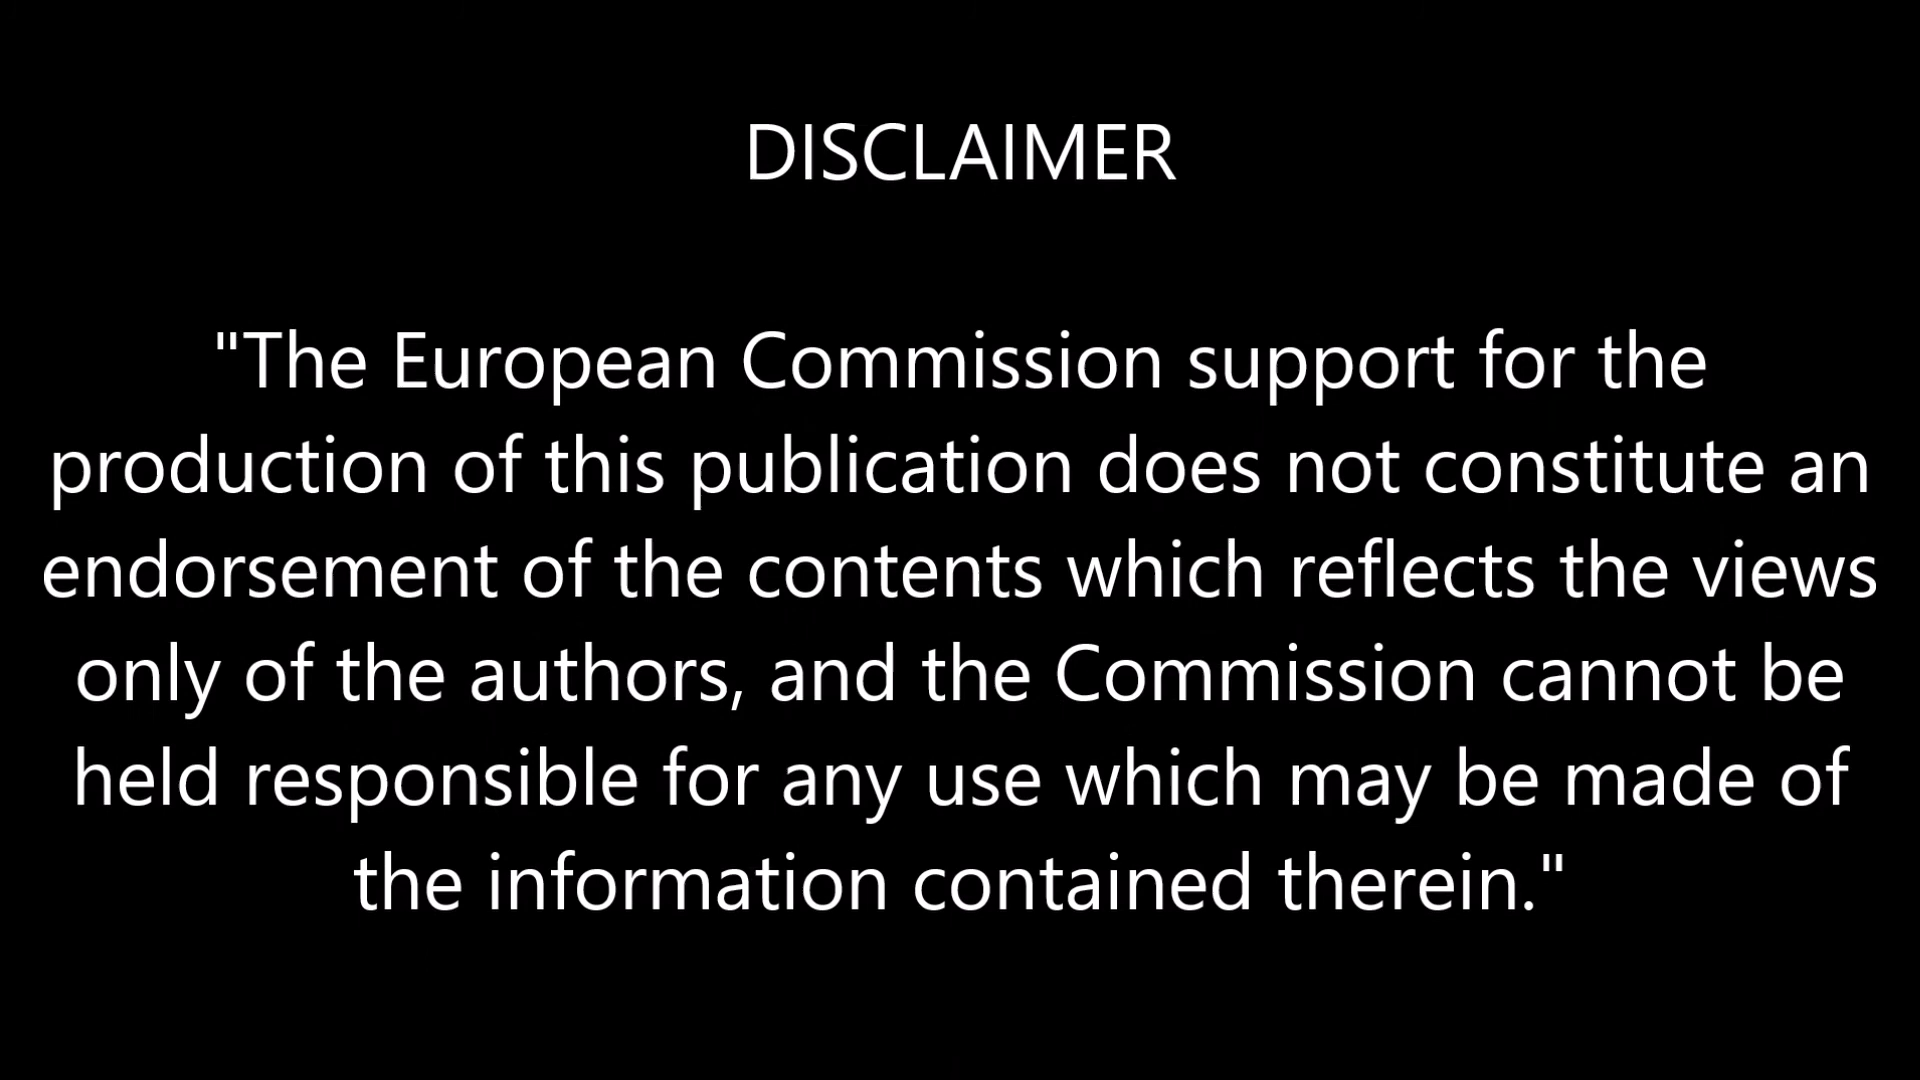 DISCLAIMER
"The European Commission support for the
production of this publication does not constitute an
endorsement of the contents which reflects the views
only of the authors, and the Commission cannot be
held responsible for any use which may be made of
the information contained therein."